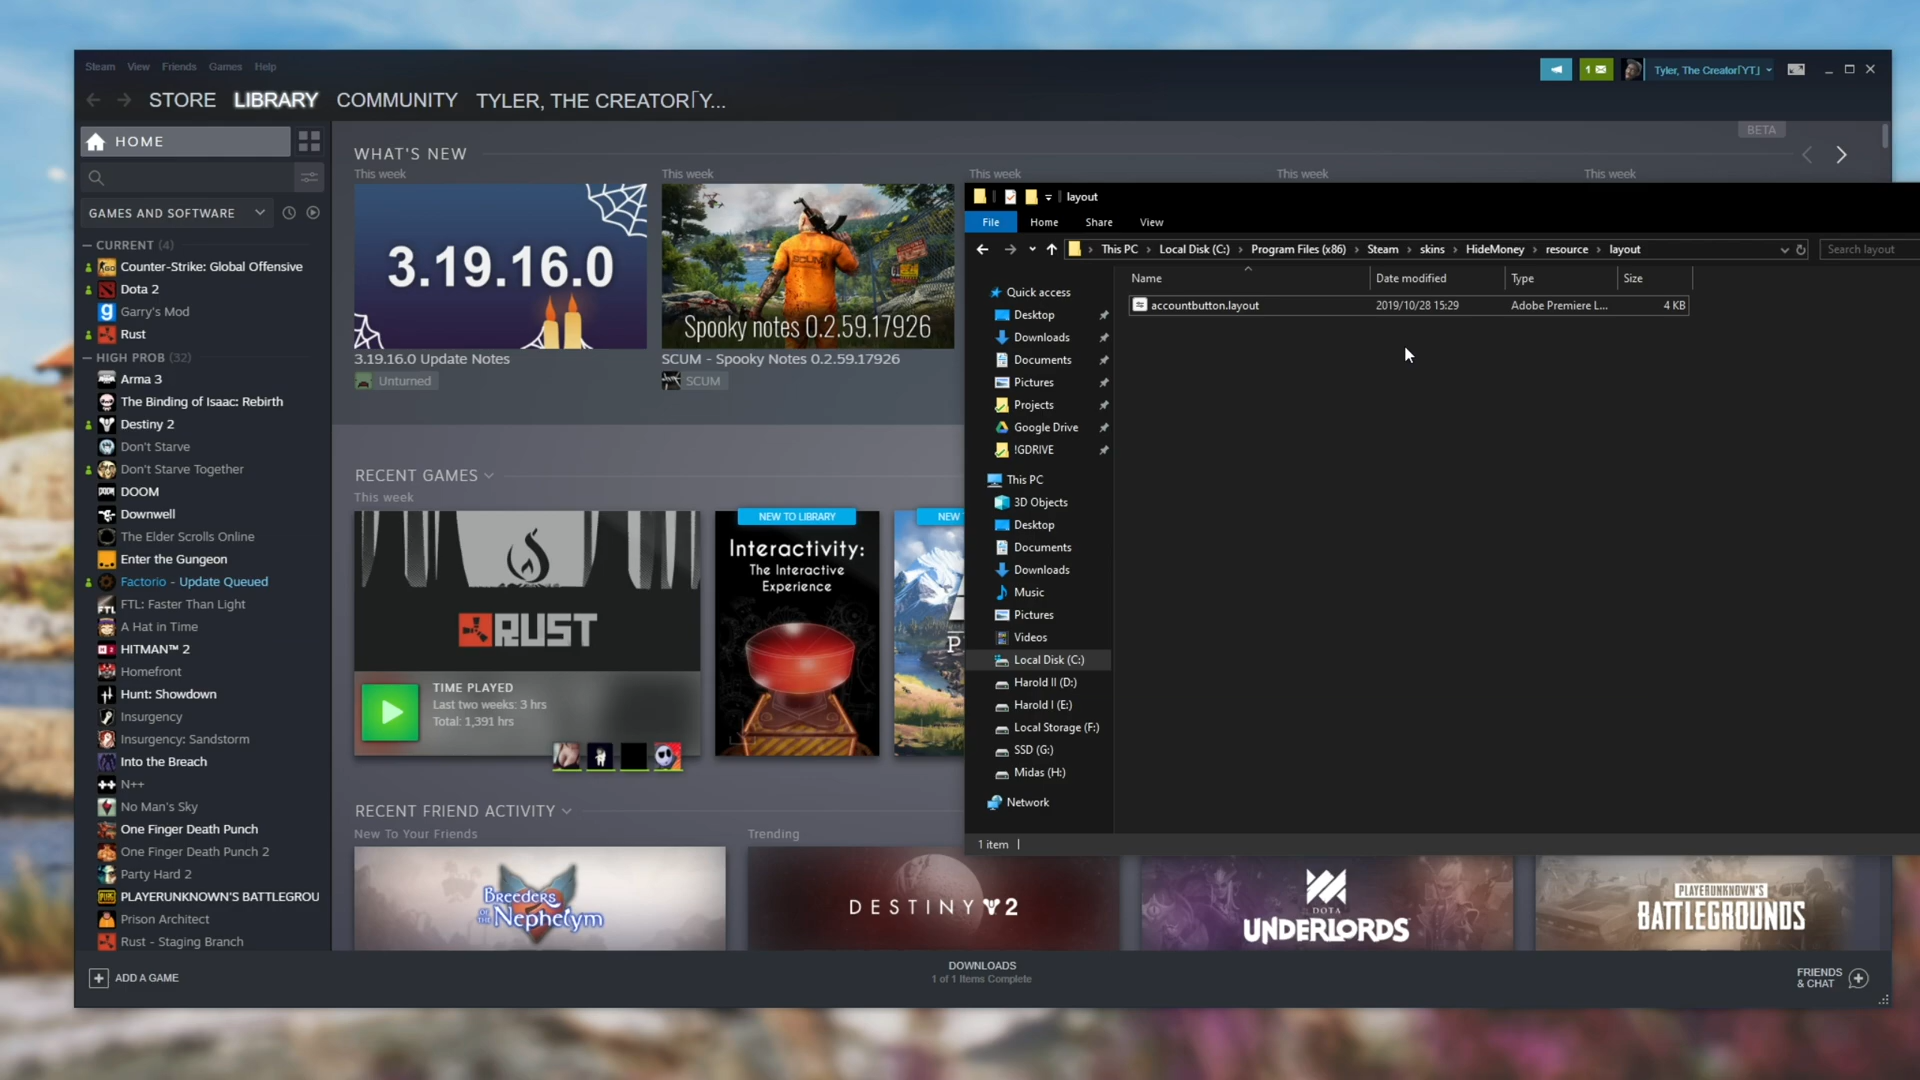 Steam View Friends Games Help
1
Tyler, The Creator「YT」
STORE LIBRARY COMMUNITY TYLER, THE CREATOR「Y...
HOME
BETA
WHAT'S NEW
This week
This week
This week
This week
This week
GAMES AND SOFTWARE
CURRENT (4)
Counter-Strike: Global Offensive
Dota 2
Garry's Mod
Rust
HIGH PROB (32)
Arma 3
The Binding of Isaac: Rebirth
Destiny 2
Don't Starve
Don't Starve Together
DOOM
Downwell
The Elder Scrolls Online
Enter the Gungeon
Factorio - Update Queued
FTL: Faster Than Light
A Hat in Time
HITMAN™ 2
Homefront
Hunt: Showdown
Insurgency
Insurgency: Sandstorm
Into the Breach
N++
No Man's Sky
One Finger Death Punch
One Finger Death Punch 2
Party Hard 2
PLAYERUNKNOWN'S BATTLEGROU
Prison Architect
Rust - Staging Branch
3.19.16.0
3.19.16.0 Update Notes
Unturned
SCUM
Spooky notes 0.2.59.17926
SCUM - Spooky Notes 0.2.59.17926
SCUM
RECENT GAMES
This week
RUST
TIME PLAYED
Last two weeks: 3 hrs
Total: 1,391 hrs
NEW TO LIBRARY
Interactivity:
The Interactive
Experience
NEW
RECENT FRIEND ACTIVITY
New To Your Friends
Trending
Breeders
OF THE Nephelym
DESTINY 2
DOTA
UNDERLORDS
PLAYERUNKNOWN'S
BATTLEGROUNDS
layout
File Home Share View
This PC Local Disk (C:) Program Files (x86) Steam skins HideMoney resource layout
Search layout
Name Date modified Type Size
accountbutton.layout 2019/10/28 15:29 Adobe Premiere L... 4 KB
Quick access
Desktop
Downloads
Documents
Pictures
Projects
Google Drive
!GDRIVE
This PC
3D Objects
Desktop
Documents
Downloads
Music
Pictures
Videos
Local Disk (C:)
Harold II (D:)
Harold I (E:)
Local Storage (F:)
SSD (G:)
Midas (H:)
Network
1 item
ADD A GAME
DOWNLOADS
1 of 1 Items Complete
FRIENDS
& CHAT